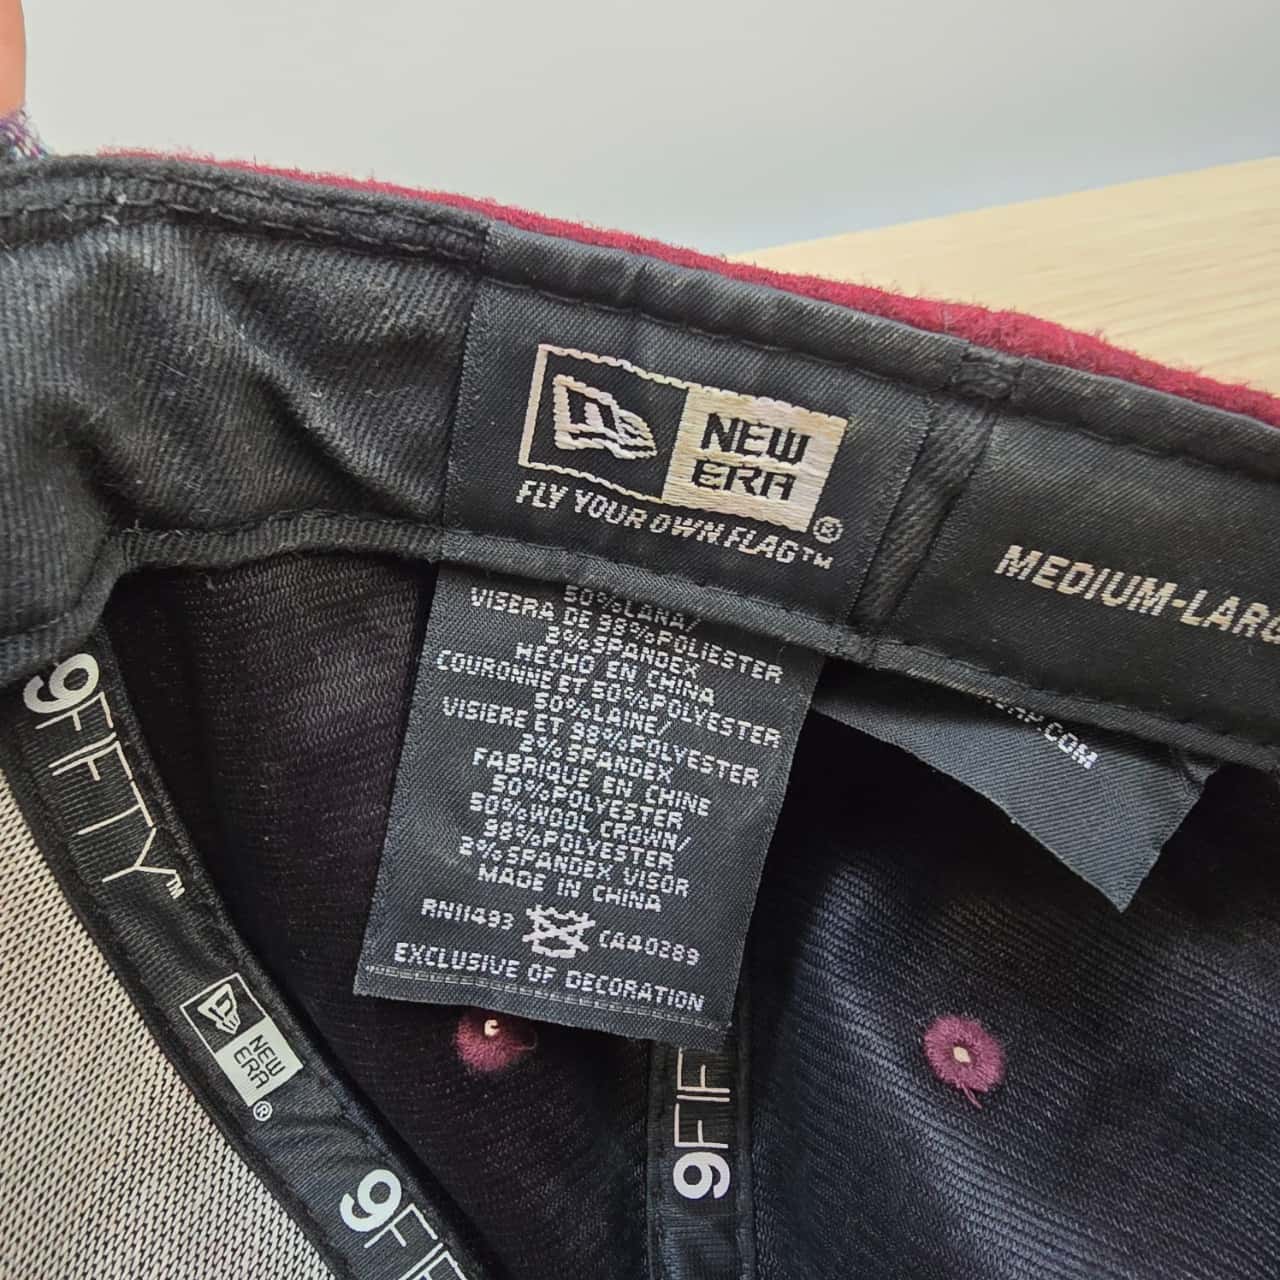 NEW
ERA
®
FLY YOUR OWN FLAG™
MEDIUM-LARG
50%LANA/
VISERA DE 98%POLIESTER
2%SPANDEX
HECHO EN CHINA
COURONNE ET 50%POLYESTER
50%LAINE/
VISIERE ET 98%POLYESTER
2%SPANDEX
FABRIQUE EN CHINE
50%POLYESTER
50%WOOL CROWN/
98%POLYESTER
2%SPANDEX VISOR
MADE IN CHINA
RN11493 CA40289
EXCLUSIVE OF DECORATION
.COM
9FIFTY™
NEW
ERA
®
9FIF
9FIF